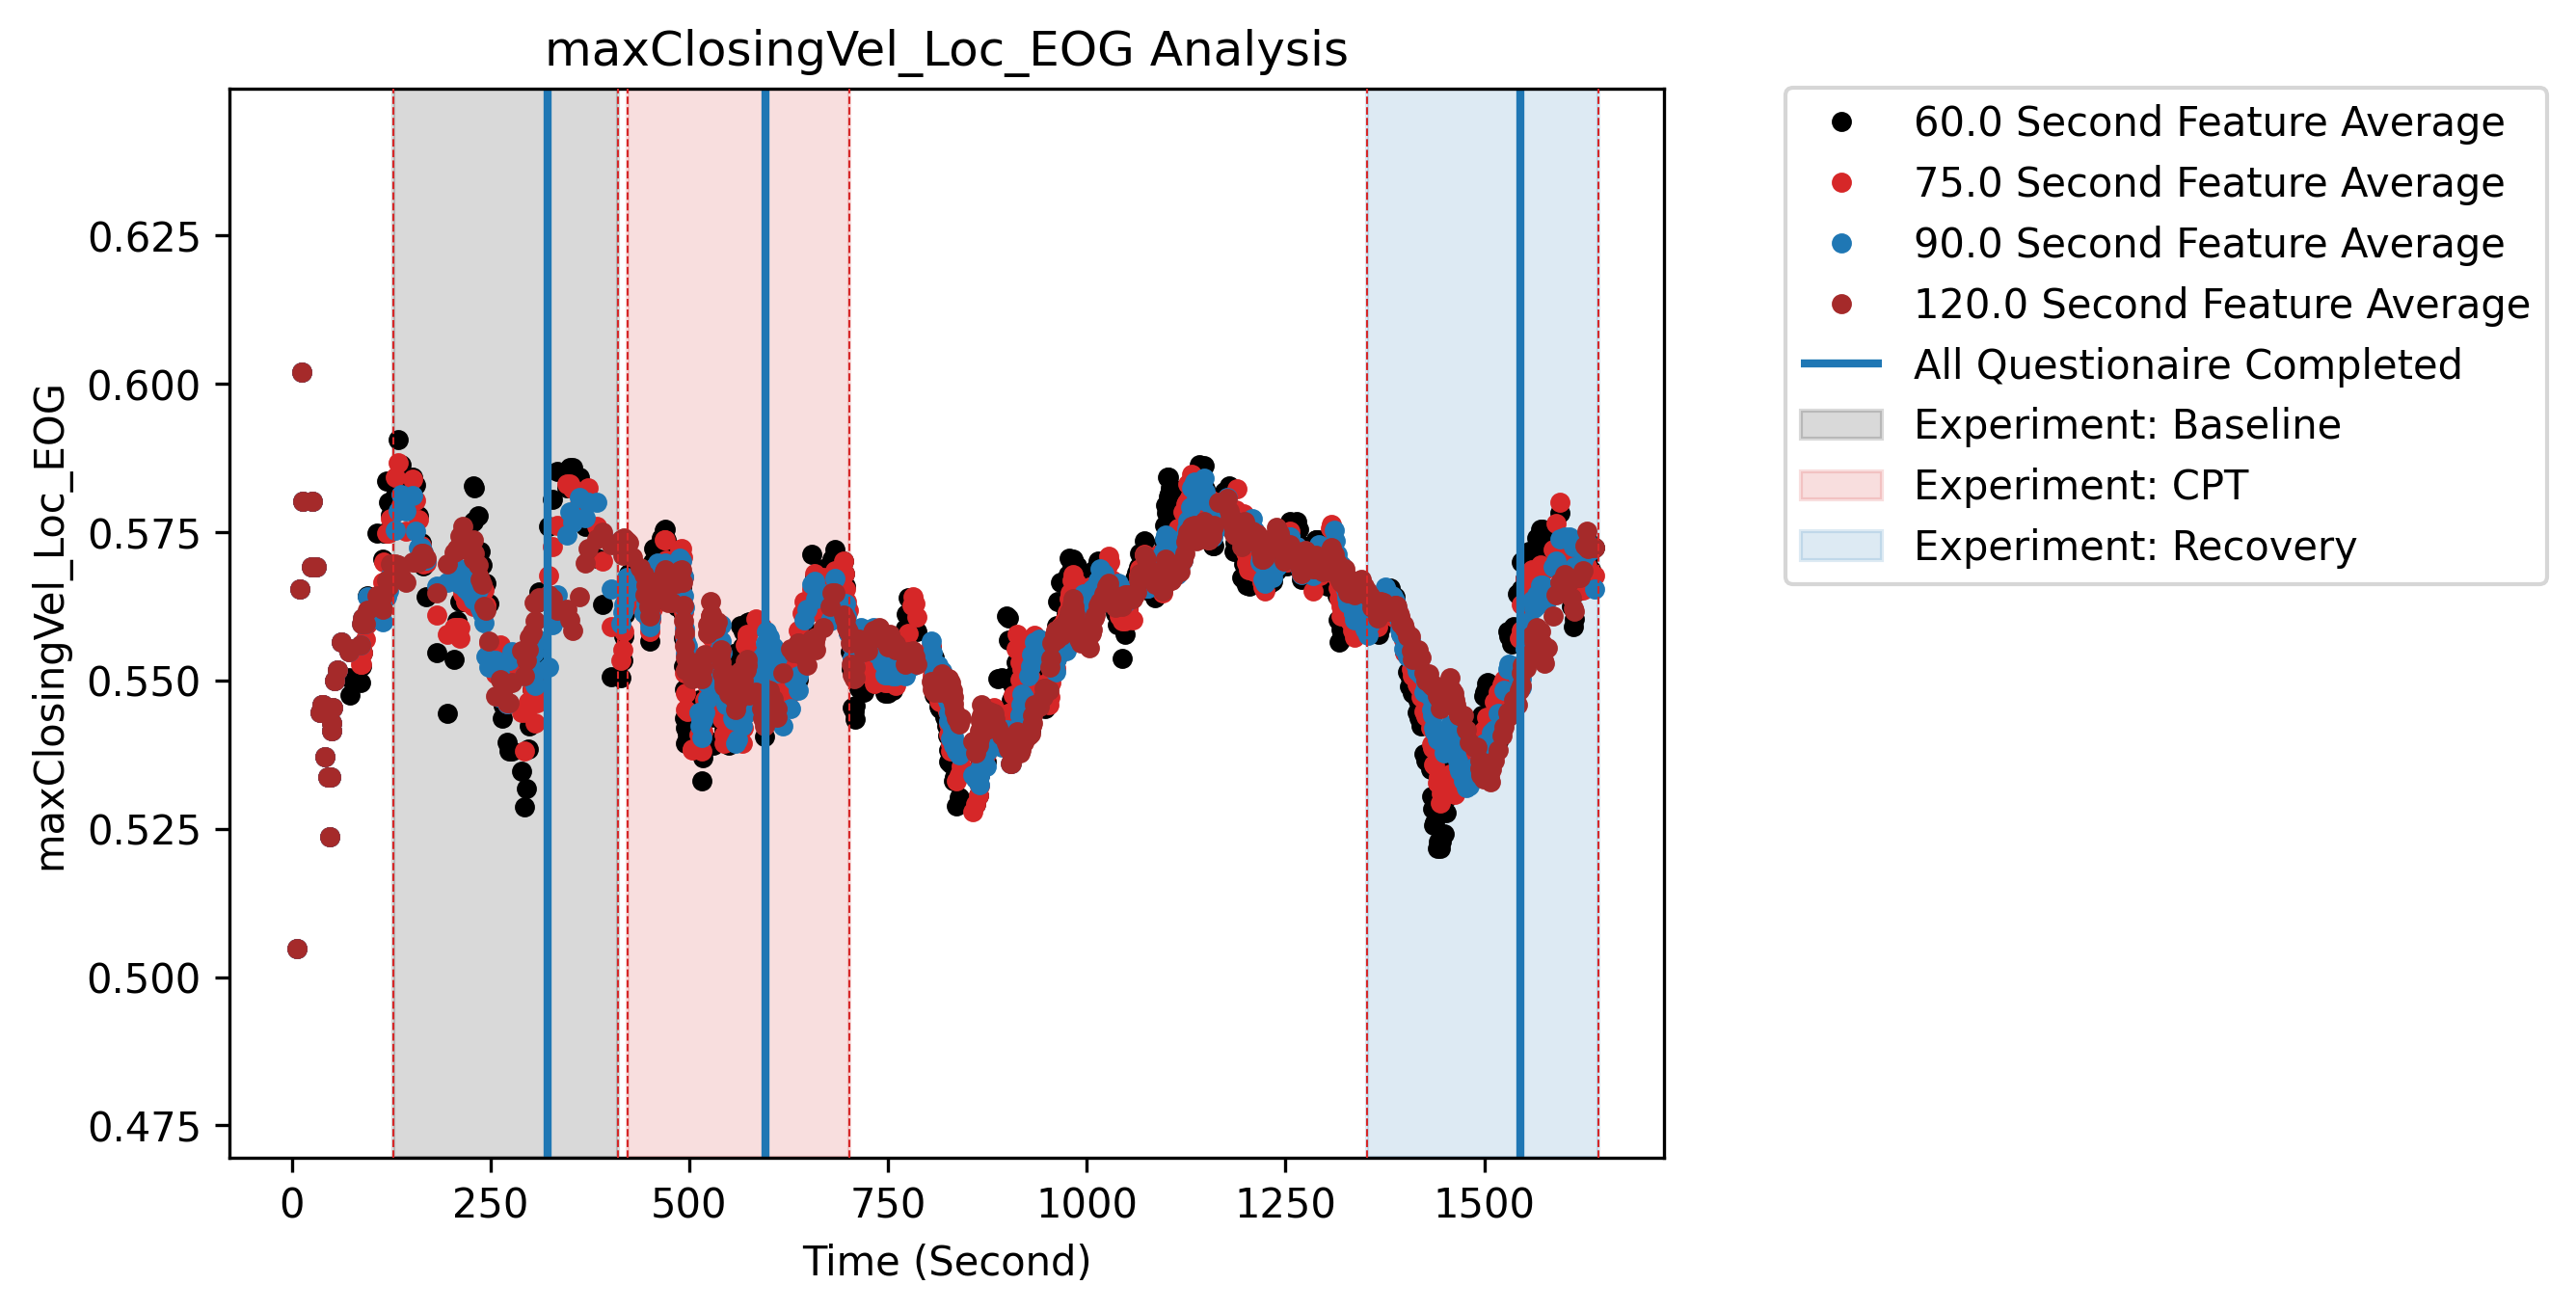 maxClosingVel_Loc_EOG Analysis
maxClosingVel_Loc_EOG
0.625
0.600
0.575
0.550
0.525
0.500
0.475
0
250
500
750
1000
1250
1500
Time (Second)
60.0 Second Feature Average
75.0 Second Feature Average
90.0 Second Feature Average
120.0 Second Feature Average
All Questionaire Completed
Experiment: Baseline
Experiment: CPT
Experiment: Recovery